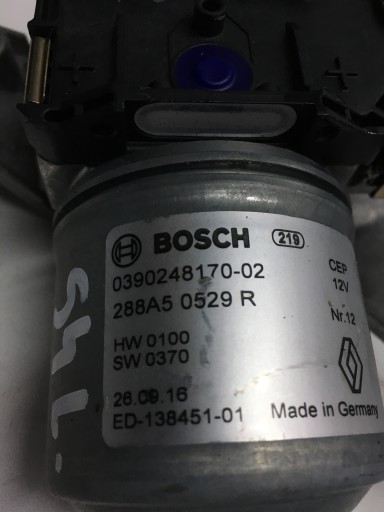 BOSCH 219
0390248170-02 CEP
288A5 0529 R 12V
Nr.12
HW 0100
SW 0370
26.09.16
ED-138451-01 Made in Germany